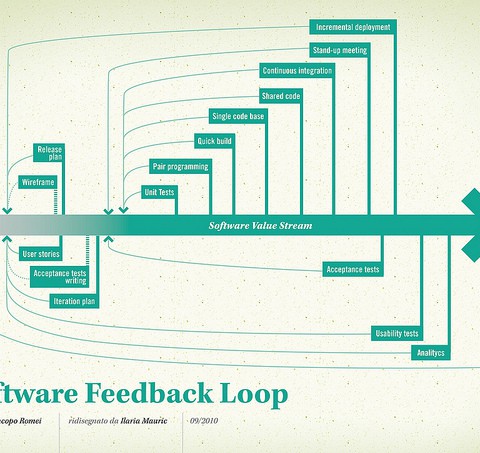 Incremental deployment
Stand-up meeting
Continuous integration
Shared code
Single code base
Quick build
Release
plan
Pair programming
Wireframe
Unit Tests
Software Value Stream
User stories
Acceptance tests
Acceptance tests
writing
Iteration plan
Usability tests
Analitycs
ftware Feedback Loop
acopo Romei
ridisegnato da Ilaria Mauric
09/2010